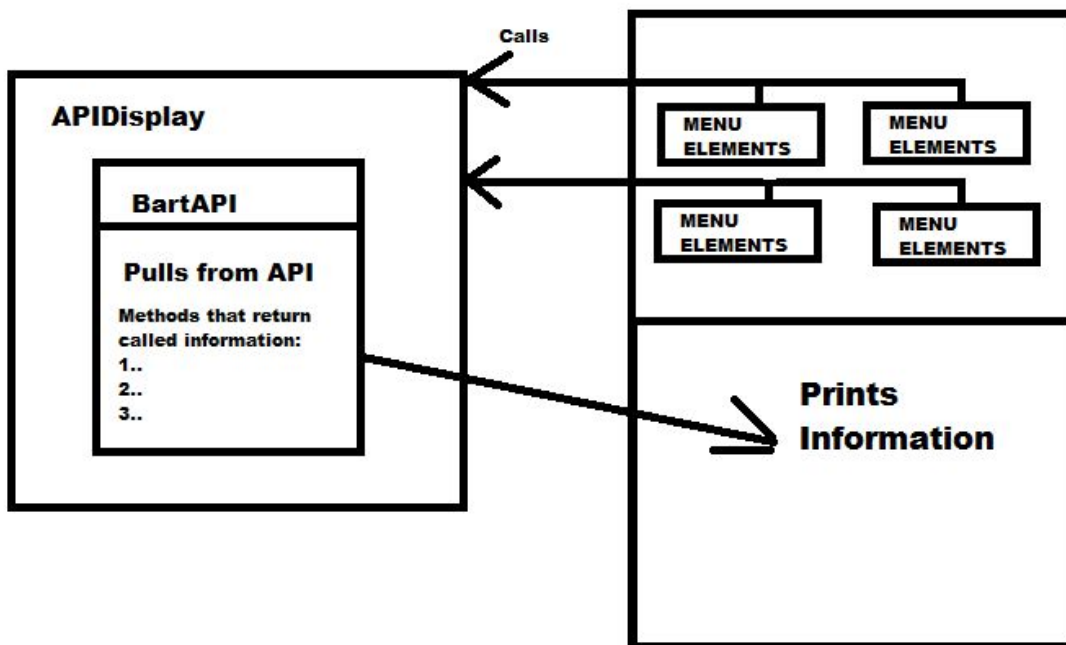 Calls
APIDisplay
BartAPI
Pulls from API
Methods that return
called information:
1..
2..
3..
MENU
ELEMENTS
MENU
ELEMENTS
MENU
ELEMENTS
MENU
ELEMENTS
Prints
Information